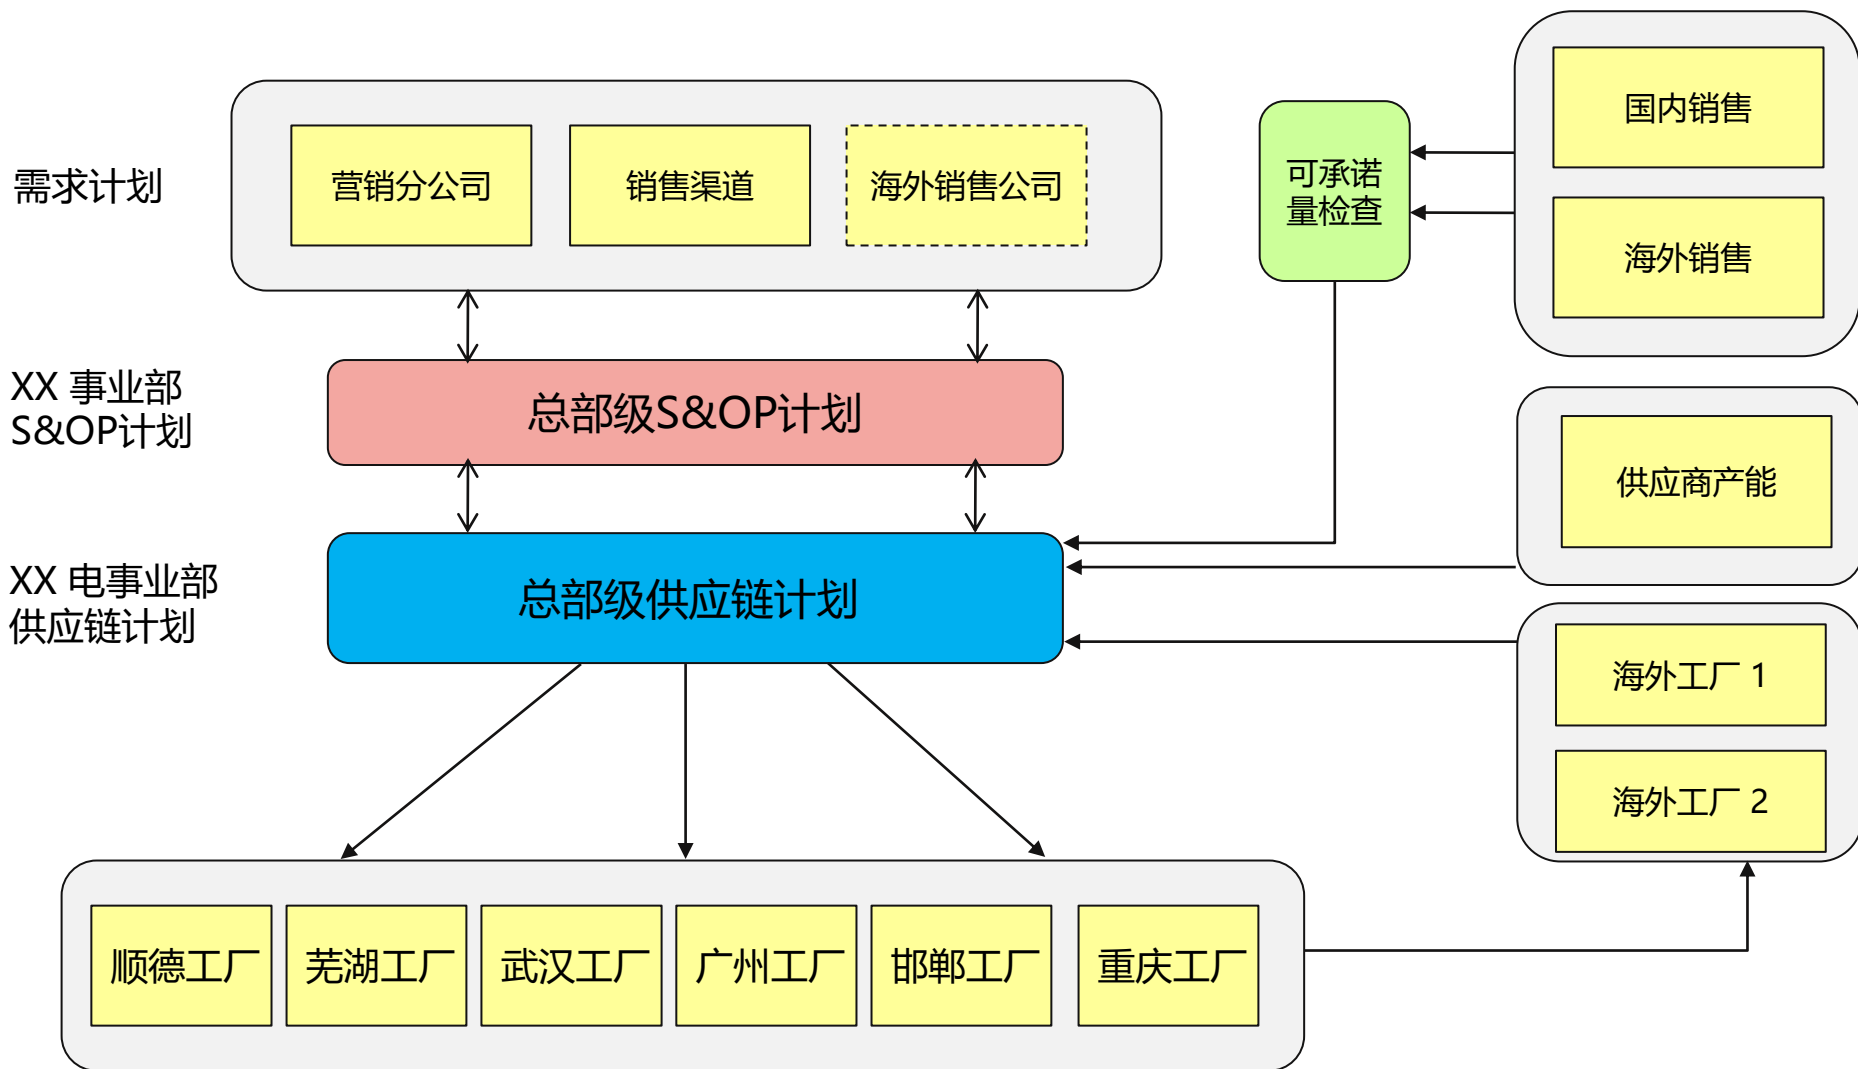 国内销售
营销分公司
销售渠道
海外销售公司
可承诺
量检查
需求计划
海外销售
XX 事业部
S&OP计划
总部级S&OP计划
供应商产能
XX 电事业部
供应链计划
总部级供应链计划
海外工厂 1
海外工厂 2
顺德工厂
芜湖工厂
武汉工厂
广州工厂
邯郸工厂
重庆工厂